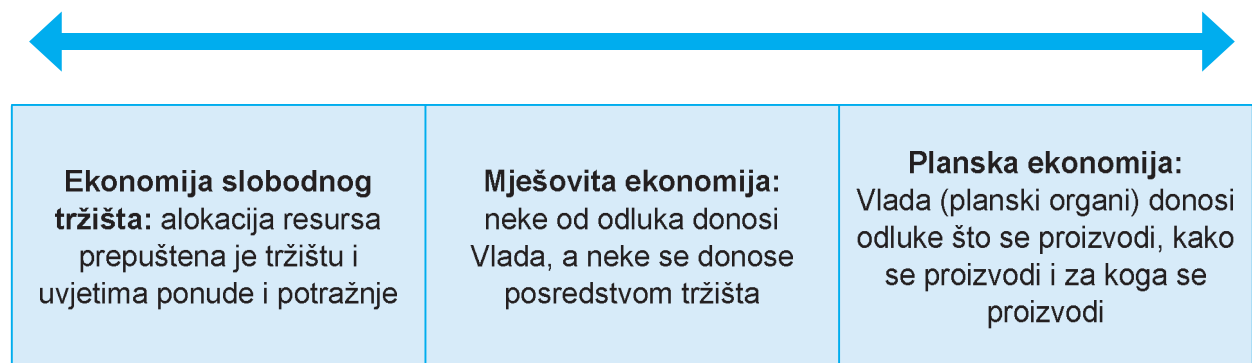 Ekonomija slobodnog
tržišta: alokacija resursa
prepuštena je tržištu i
uvjetima ponude i potražnje
Mješovita ekonomija:
neke od odluka donosi
Vlada, a neke se donose
posredstvom tržišta
Planska ekonomija:
Vlada (planski organi) donosi
odluke što se proizvodi, kako
se proizvodi i za koga se
proizvodi